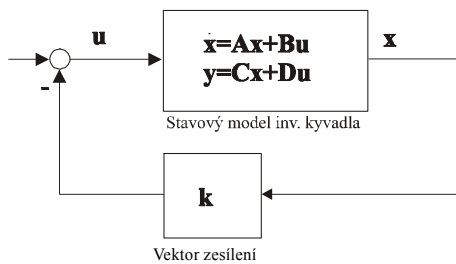 u
ẋ=Ax+Bu
y=Cx+Du
x
-
Stavový model inv. kyvadla
k
Vektor zesílení